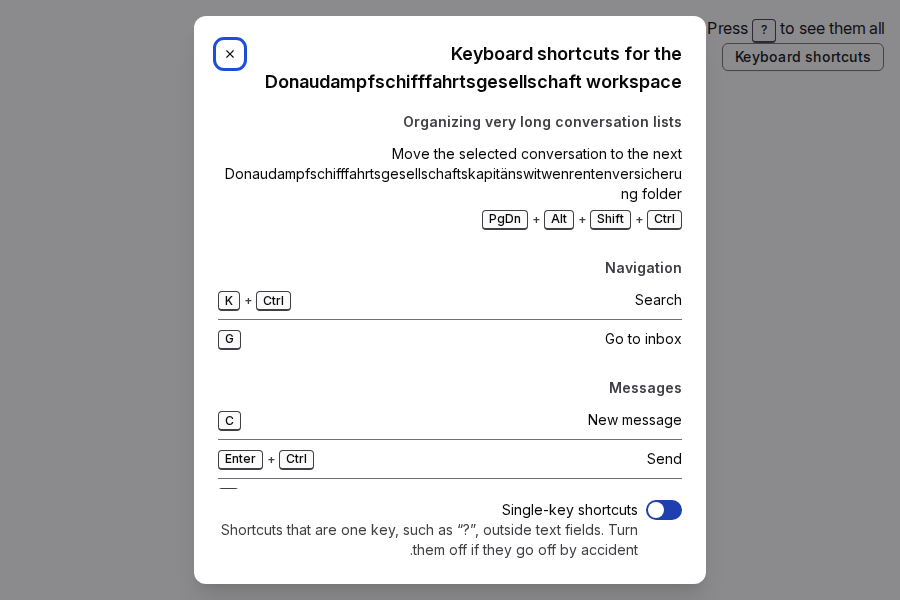 Press ? to see them all
Keyboard shortcuts
Keyboard shortcuts for the
Donaudampfschifffahrtsgesellschaft workspace
Organizing very long conversation lists
Move the selected conversation to the next
Donaudampfschifffahrtsgesellschaftskapitänswitwenrentenversicheru
ng folder
PgDn + Alt + Shift + Ctrl
Navigation
K + Ctrl Search
G Go to inbox
Messages
C New message
Enter + Ctrl Send
Single-key shortcuts
Shortcuts that are one key, such as “?”, outside text fields. Turn
.them off if they go off by accident